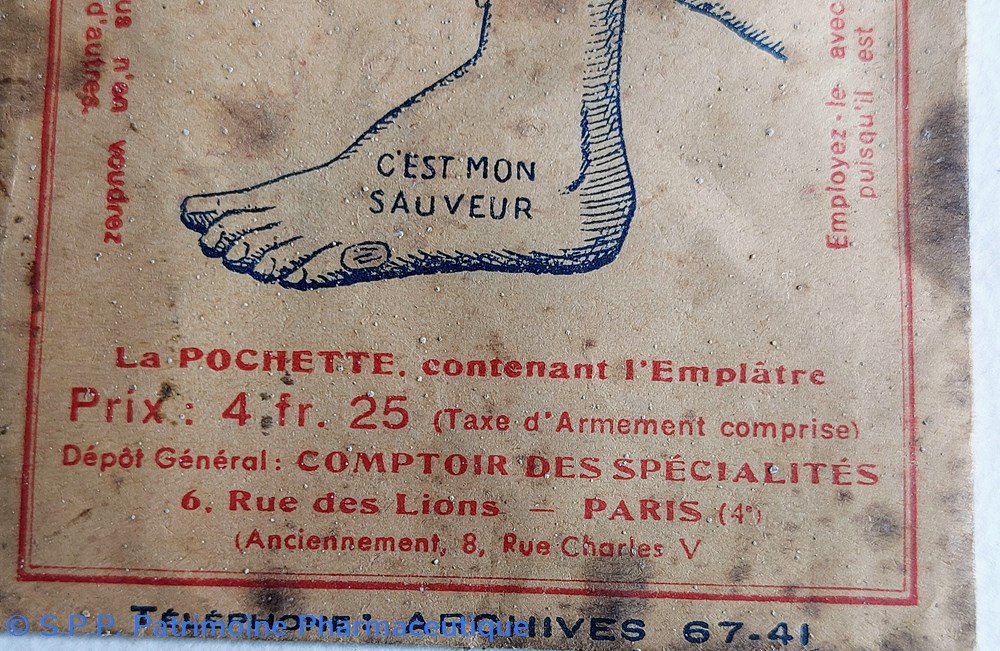 us n'en voudrez
d'autres.
Employez-le avec
puisqu'il est
C'EST MON
SAUVEUR
La POCHETTE, contenant l'Emplâtre
Prix : 4 fr. 25 (Taxe d'Armement comprise)
Dépôt Général : COMPTOIR DES SPÉCIALITÉS
6, Rue des Lions — PARIS (4e)
(Anciennement, 8, Rue Charles V
TÉLÉPHONE : ARCHIVES 67-41
© S.P.P. Patrimoine Pharmaceutique